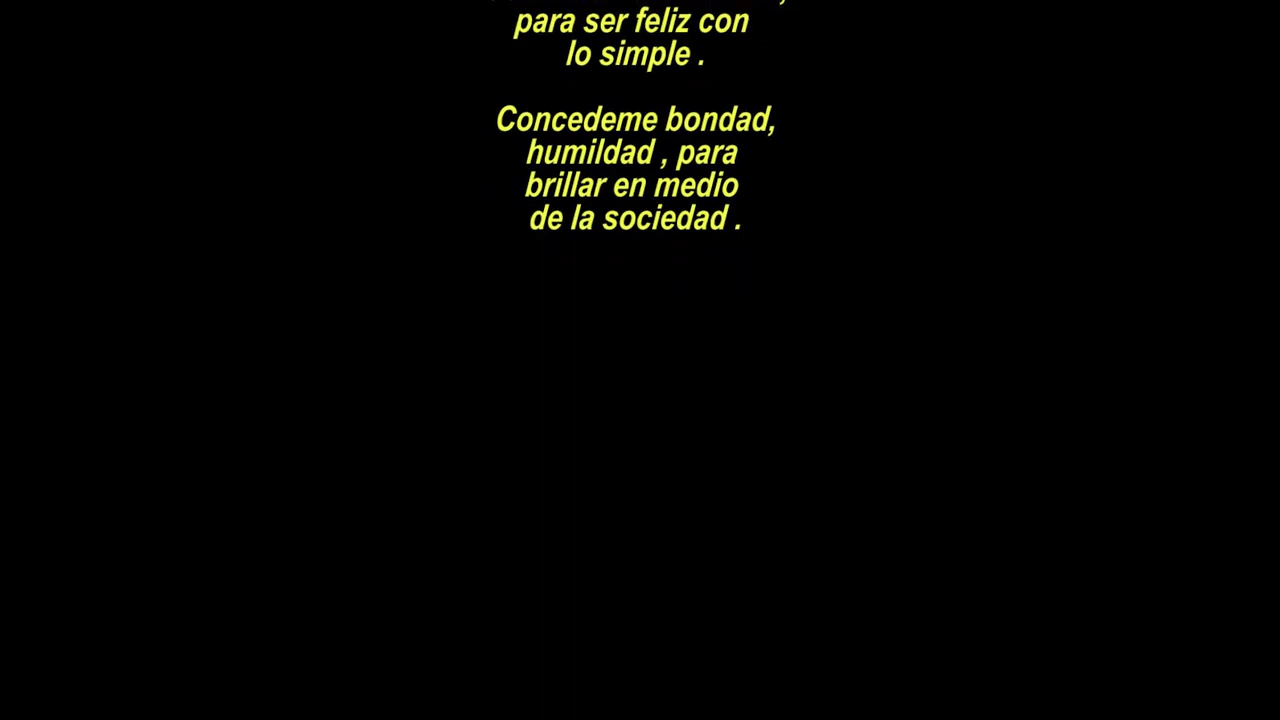 para ser feliz con
lo simple .
Concedeme bondad,
humildad , para
brillar en medio
de la sociedad .